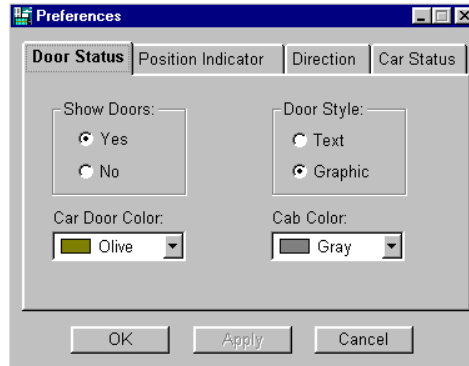 Preferences
Door Status Position Indicator Direction Car Status
Show Doors: Door Style:
Yes Text
No Graphic
Car Door Color: Cab Color:
Olive Gray
OK Apply Cancel